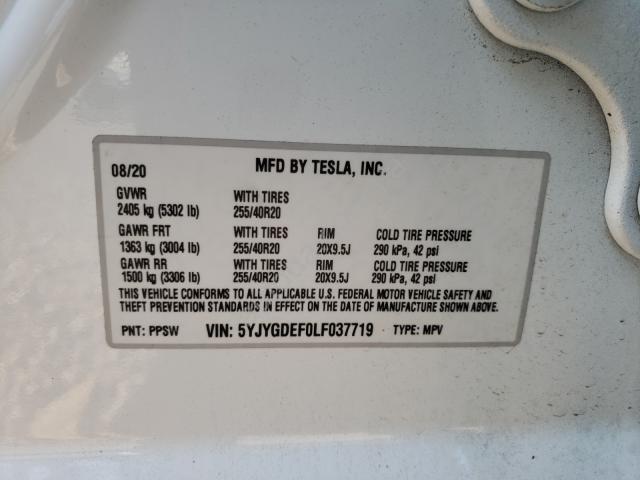 08/20 MFD BY TESLA, INC.
GVWR WITH TIRES
2405 kg (5302 lb) 255/40R20
GAWR FRT WITH TIRES RIM COLD TIRE PRESSURE
1363 kg (3004 lb) 255/40R20 20X9.5J 290 kPa, 42 psi
GAWR RR WITH TIRES RIM COLD TIRE PRESSURE
1500 kg (3306 lb) 255/40R20 20X9.5J 290 kPa, 42 psi
THIS VEHICLE CONFORMS TO ALL APPLICABLE U.S. FEDERAL MOTOR VEHICLE SAFETY AND
THEFT PREVENTION STANDARDS IN EFFECT ON THE DATE OF MANUFACTURE SHOWN ABOVE.
PNT: PPSW VIN: 5YJYGDEF0LF037719 TYPE: MPV